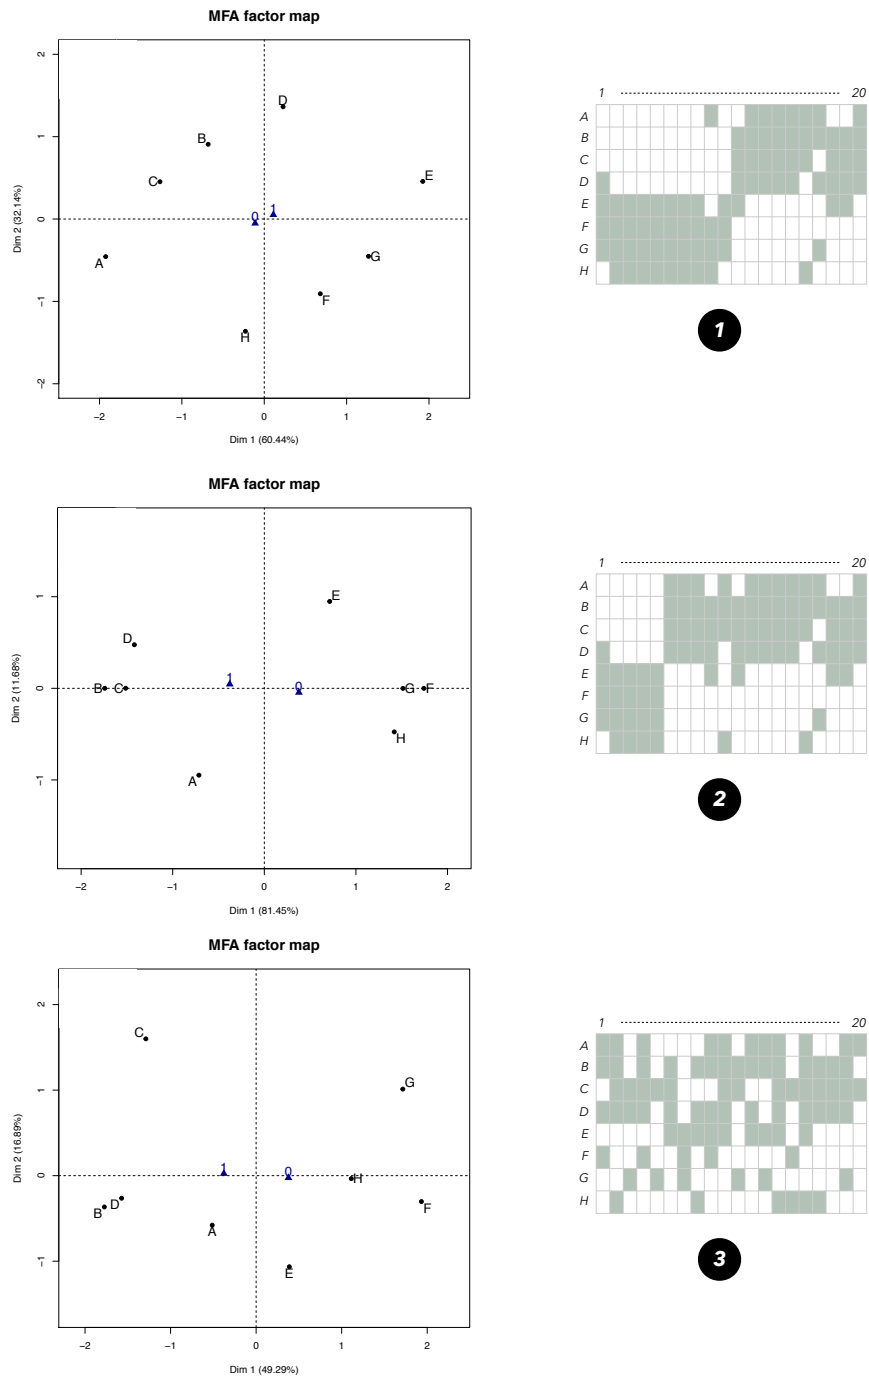 MFA factor map
2
1
0
−1
−2
−2
−1
0
1
2
Dim 2 (32.14%)
Dim 1 (60.44%)
D
B
C
E
1
0
A
G
F
H
1
20
A
B
C
D
E
F
G
H
1
MFA factor map
1
0
−1
−2
−1
0
1
2
Dim 2 (11.68%)
Dim 1 (81.45%)
E
D
1
0
B
C
G
F
H
A
1
20
A
B
C
D
E
F
G
H
2
MFA factor map
2
1
0
−1
−2
−1
0
1
2
Dim 2 (16.89%)
Dim 1 (49.29%)
C
G
1
0
H
B
D
F
A
E
1
20
A
B
C
D
E
F
G
H
3